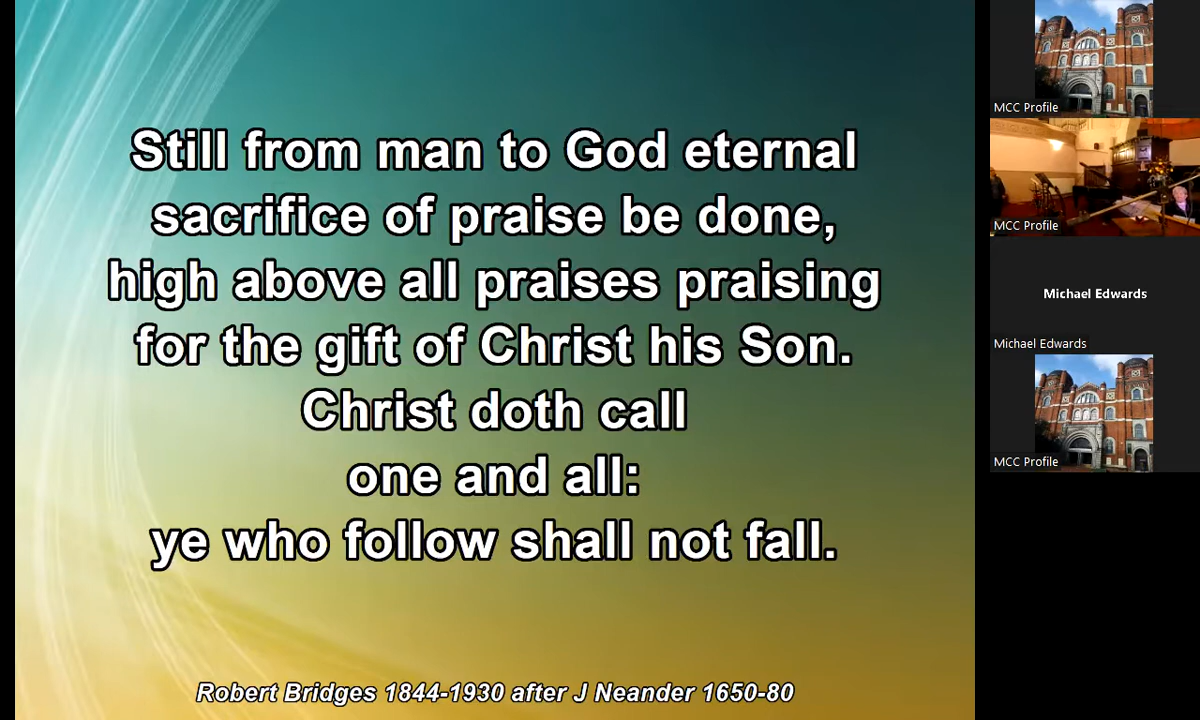 Still from man to God eternal
sacrifice of praise be done,
high above all praises praising
for the gift of Christ his Son.
Christ doth call
one and all:
ye who follow shall not fall.
Robert Bridges 1844-1930 after J Neander 1650-80
MCC Profile
MCC Profile
Michael Edwards
Michael Edwards
MCC Profile